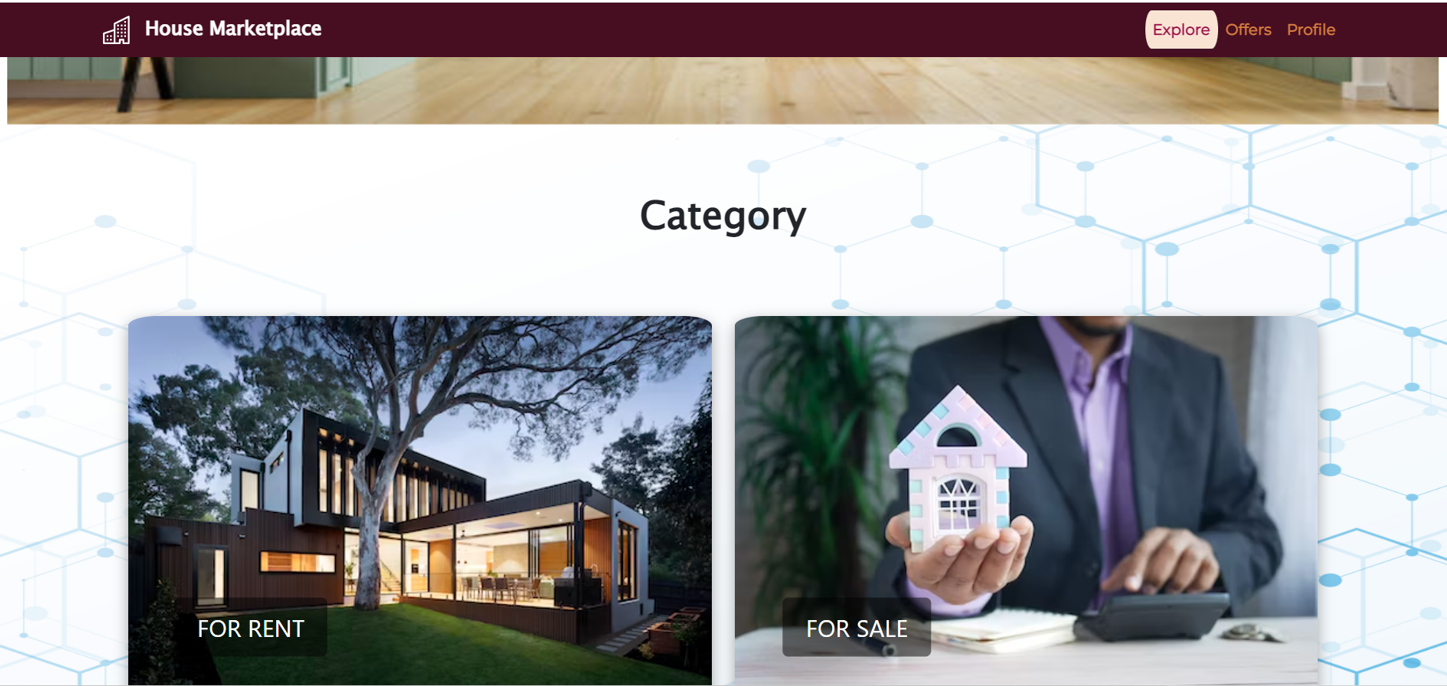 House Marketplace
Explore Offers Profile
Category
FOR RENT
FOR SALE